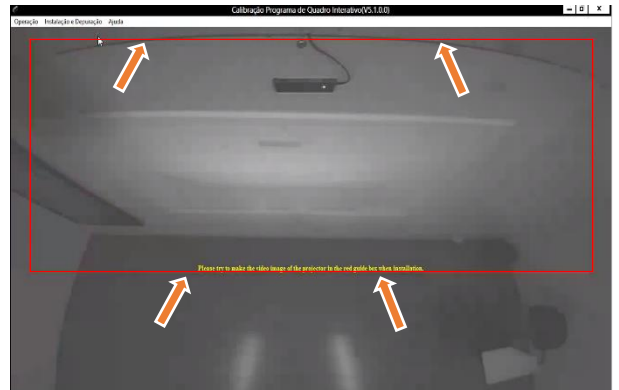 Calibração Programa de Quadro Interativo(V5.1.0.0)
Operação Instalação e Depuração Ajuda
Please try to make the video image of the projector in the red guide box when installation.